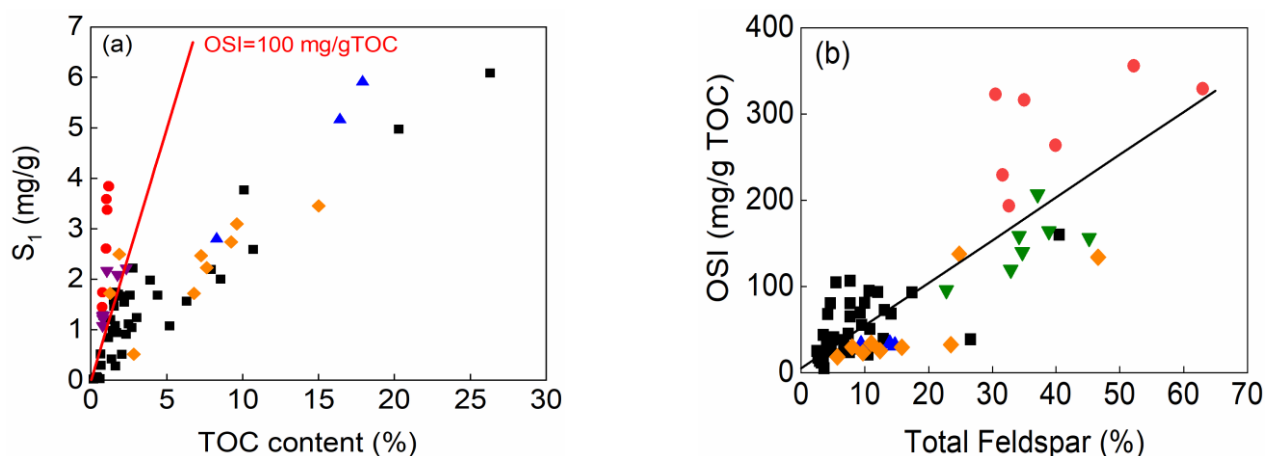 (a)
OSI=100 mg/gTOC
7
6
5
4
3
2
1
0
S₁ (mg/g)
0 5 10 15 20 25 30
TOC content (%)
(b)
400
300
200
100
0
OSI (mg/g TOC)
0 10 20 30 40 50 60 70
Total Feldspar (%)